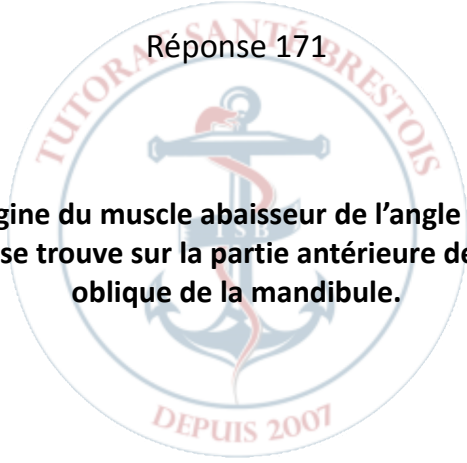 Réponse 171
TUTORAT SANTÉ BRESTOIS
gine du muscle abaisseur de l'angle
se trouve sur la partie antérieure de
oblique de la mandibule.
TSB
DEPUIS 2007